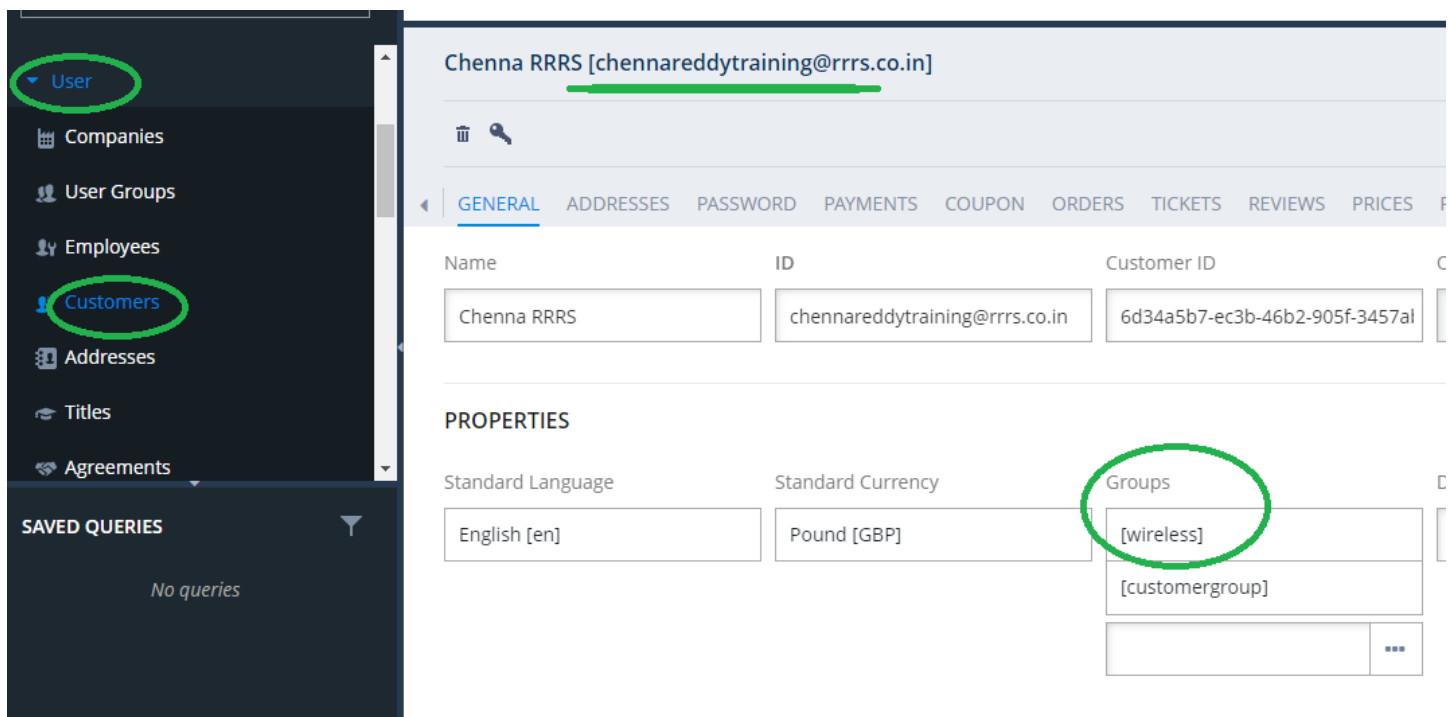 User
Companies
User Groups
Employees
Customers
Addresses
Titles
Agreements
SAVED QUERIES
No queries
Chenna RRRS [chennareddytraining@rrrs.co.in]
GENERAL ADDRESSES PASSWORD PAYMENTS COUPON ORDERS TICKETS REVIEWS PRICES
Name ID Customer ID
Chenna RRRS chennareddytraining@rrrs.co.in 6d34a5b7-ec3b-46b2-905f-3457a
PROPERTIES
Standard Language Standard Currency Groups
English [en] Pound [GBP] [wireless]
[customergroup]